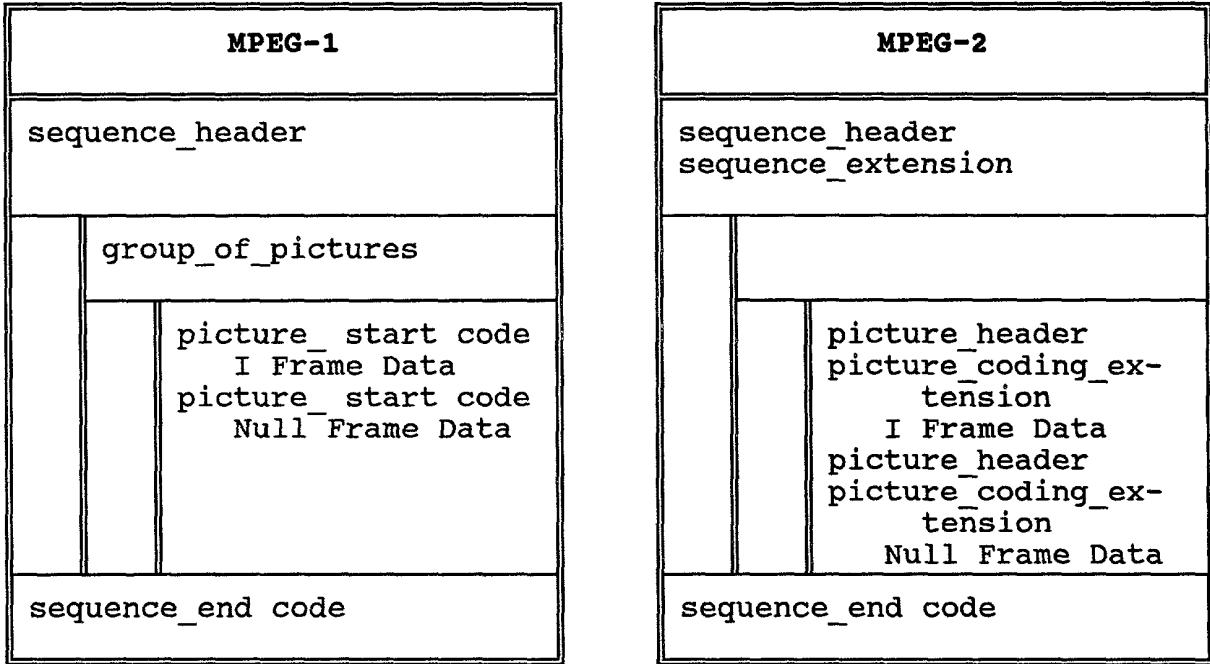 MPEG-1
sequence_header
group_of_pictures
picture_ start code
I Frame Data
picture_ start code
Null Frame Data
sequence_end code
MPEG-2
sequence_header
sequence_extension
picture_header
picture_coding_ex-
tension
I Frame Data
picture_header
picture_coding_ex-
tension
Null Frame Data
sequence_end code